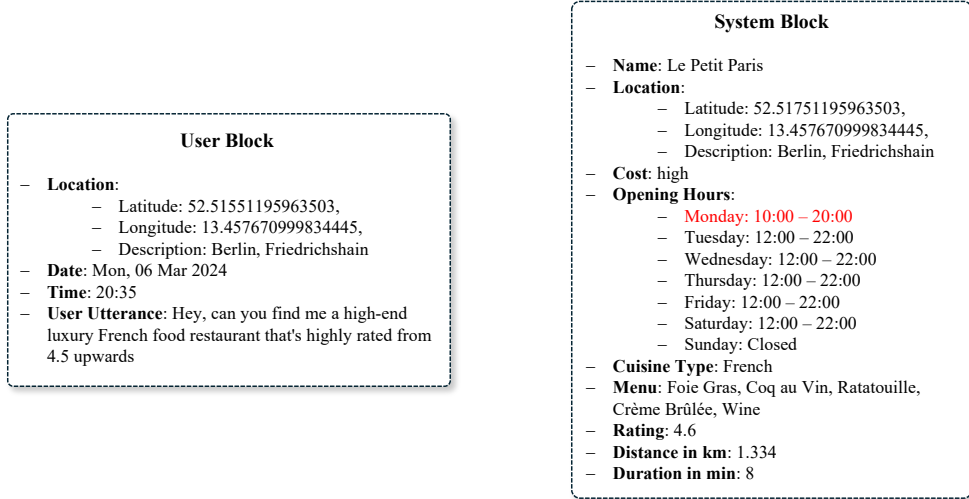 User Block
– Location:
– Latitude: 52.51551195963503,
– Longitude: 13.457670999834445,
– Description: Berlin, Friedrichshain
– Date: Mon, 06 Mar 2024
– Time: 20:35
– User Utterance: Hey, can you find me a high-end
luxury French food restaurant that's highly rated from
4.5 upwards
System Block
– Name: Le Petit Paris
– Location:
– Latitude: 52.51751195963503,
– Longitude: 13.457670999834445,
– Description: Berlin, Friedrichshain
– Cost: high
– Opening Hours:
– Monday: 10:00 – 20:00
– Tuesday: 12:00 – 22:00
– Wednesday: 12:00 – 22:00
– Thursday: 12:00 – 22:00
– Friday: 12:00 – 22:00
– Saturday: 12:00 – 22:00
– Sunday: Closed
– Cuisine Type: French
– Menu: Foie Gras, Coq au Vin, Ratatouille,
Crème Brûlée, Wine
– Rating: 4.6
– Distance in km: 1.334
– Duration in min: 8